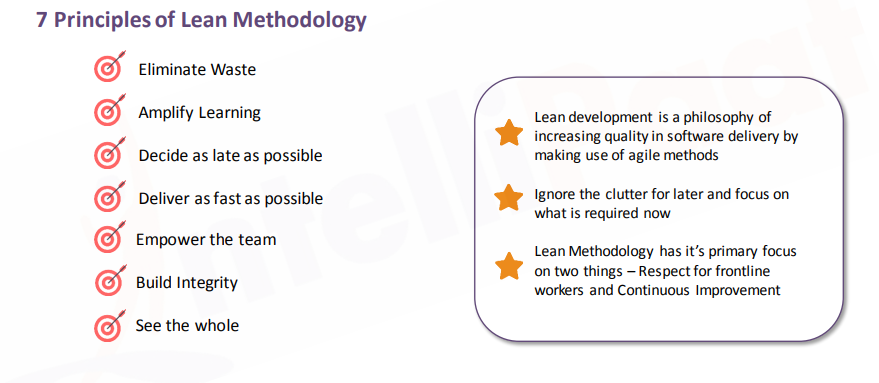 7 Principles of Lean Methodology
Eliminate Waste
Amplify Learning
Decide as late as possible
Deliver as fast as possible
Empower the team
Build Integrity
See the whole
Lean development is a philosophy of
increasing quality in software delivery by
making use of agile methods
Ignore the clutter for later and focus on
what is required now
Lean Methodology has it’s primary focus
on two things – Respect for frontline
workers and Continuous Improvement